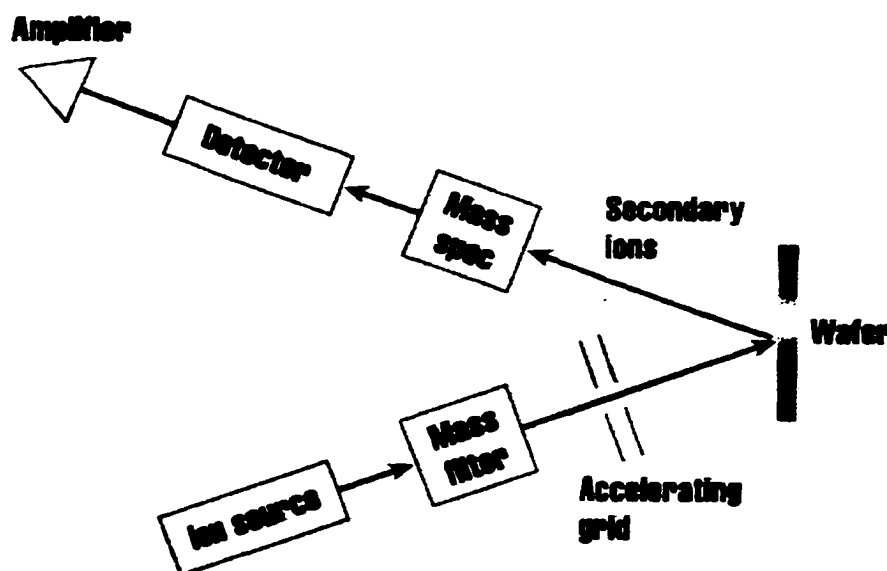 Amplifier
Detector
Mass
spec
Secondary
ions
Wafer
Mass
filter
Ion source
Accelerating
grid